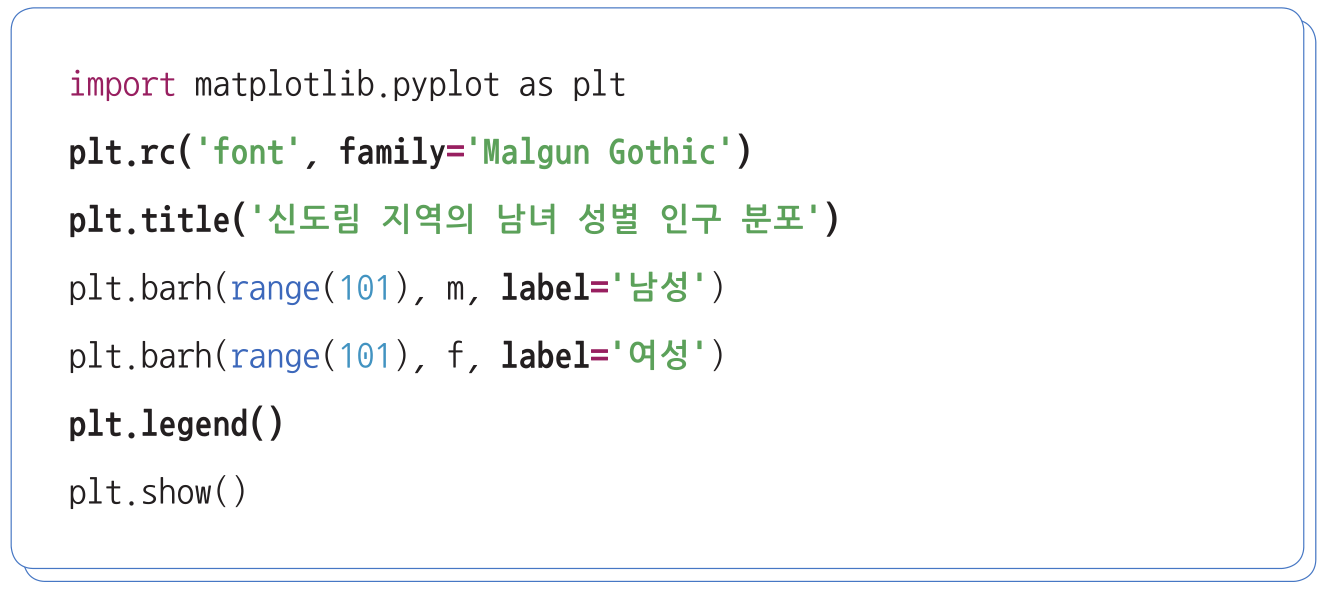 import matplotlib.pyplot as plt
plt.rc('font', family='Malgun Gothic')
plt.title('신도림 지역의 남녀 성별 인구 분포')
plt.barh(range(101), m, label='남성')
plt.barh(range(101), f, label='여성')
plt.legend()
plt.show()